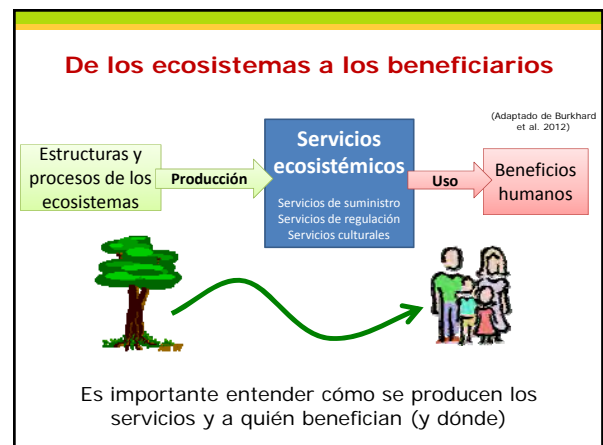 De los ecosistemas a los beneficiarios
(Adaptado de Burkhard
et al. 2012)
Estructuras y
procesos de los
ecosistemas
Producción
Servicios
ecosistémicos
Servicios de suministro
Servicios de regulación
Servicios culturales
Uso
Beneficios
humanos
Es importante entender cómo se producen los
servicios y a quién benefician (y dónde)